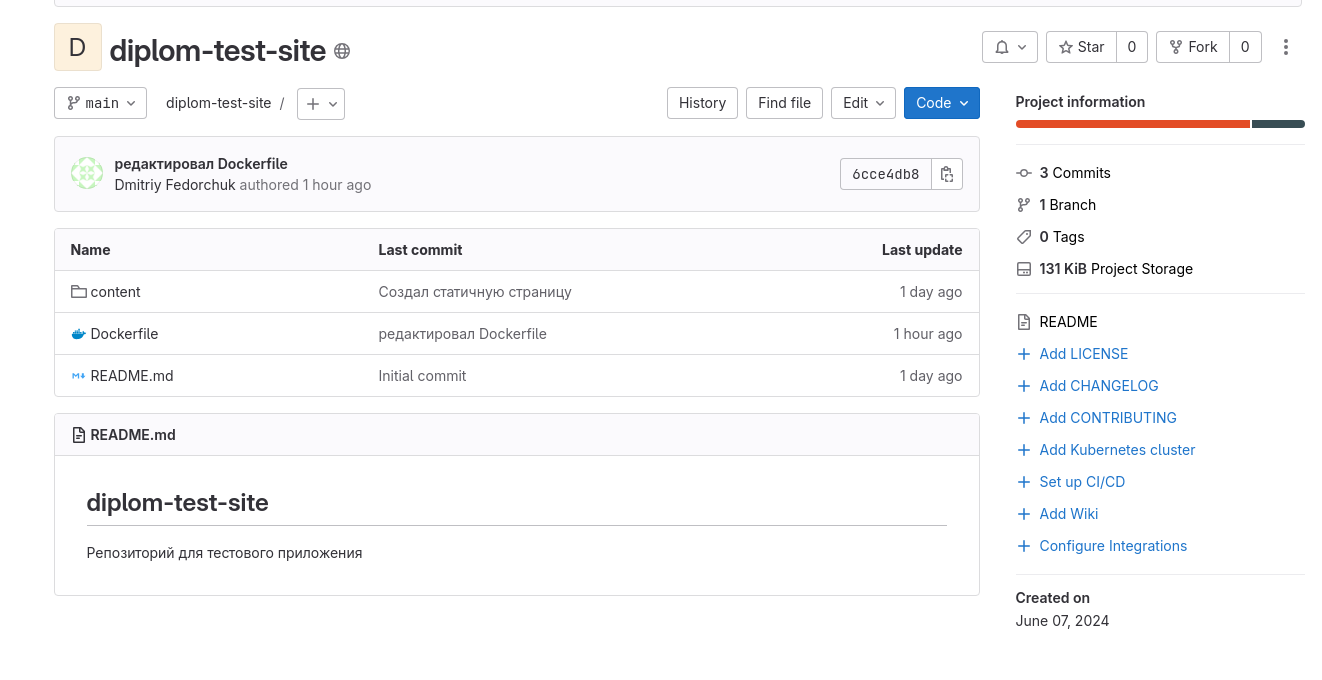 D
diplom-test-site
Star 0
Fork 0
main
diplom-test-site /
History
Find file
Edit
Code
редактировал Dockerfile
Dmitriy Fedorchuk authored 1 hour ago
6cce4db8
Name Last commit Last update
content Создал статичную страницу 1 day ago
Dockerfile редактировал Dockerfile 1 hour ago
README.md Initial commit 1 day ago
README.md
diplom-test-site
Репозиторий для тестового приложения
Project information
3 Commits
1 Branch
0 Tags
131 KiB Project Storage
README
Add LICENSE
Add CHANGELOG
Add CONTRIBUTING
Add Kubernetes cluster
Set up CI/CD
Add Wiki
Configure Integrations
Created on
June 07, 2024